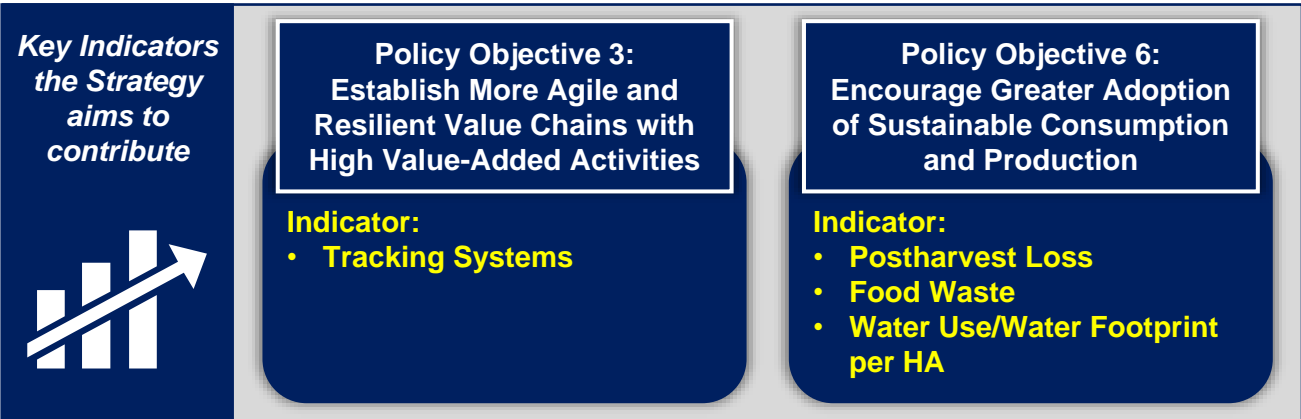 Key Indicators
the Strategy
aims to
contribute
Policy Objective 3:
Establish More Agile and
Resilient Value Chains with
High Value-Added Activities
Indicator:
• Tracking Systems
Policy Objective 6:
Encourage Greater Adoption
of Sustainable Consumption
and Production
Indicator:
• Postharvest Loss
• Food Waste
• Water Use/Water Footprint
per HA